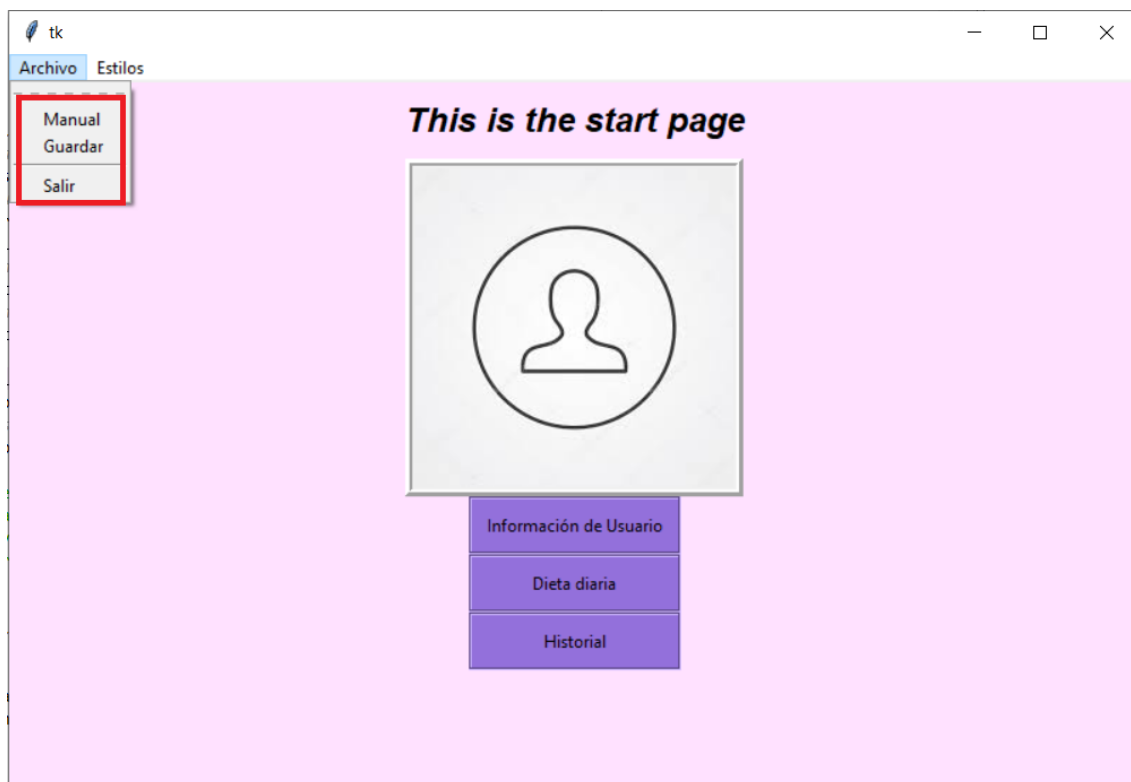 tk
Archivo Estilos
Manual
Guardar
Salir
This is the start page
Información de Usuario
Dieta diaria
Historial